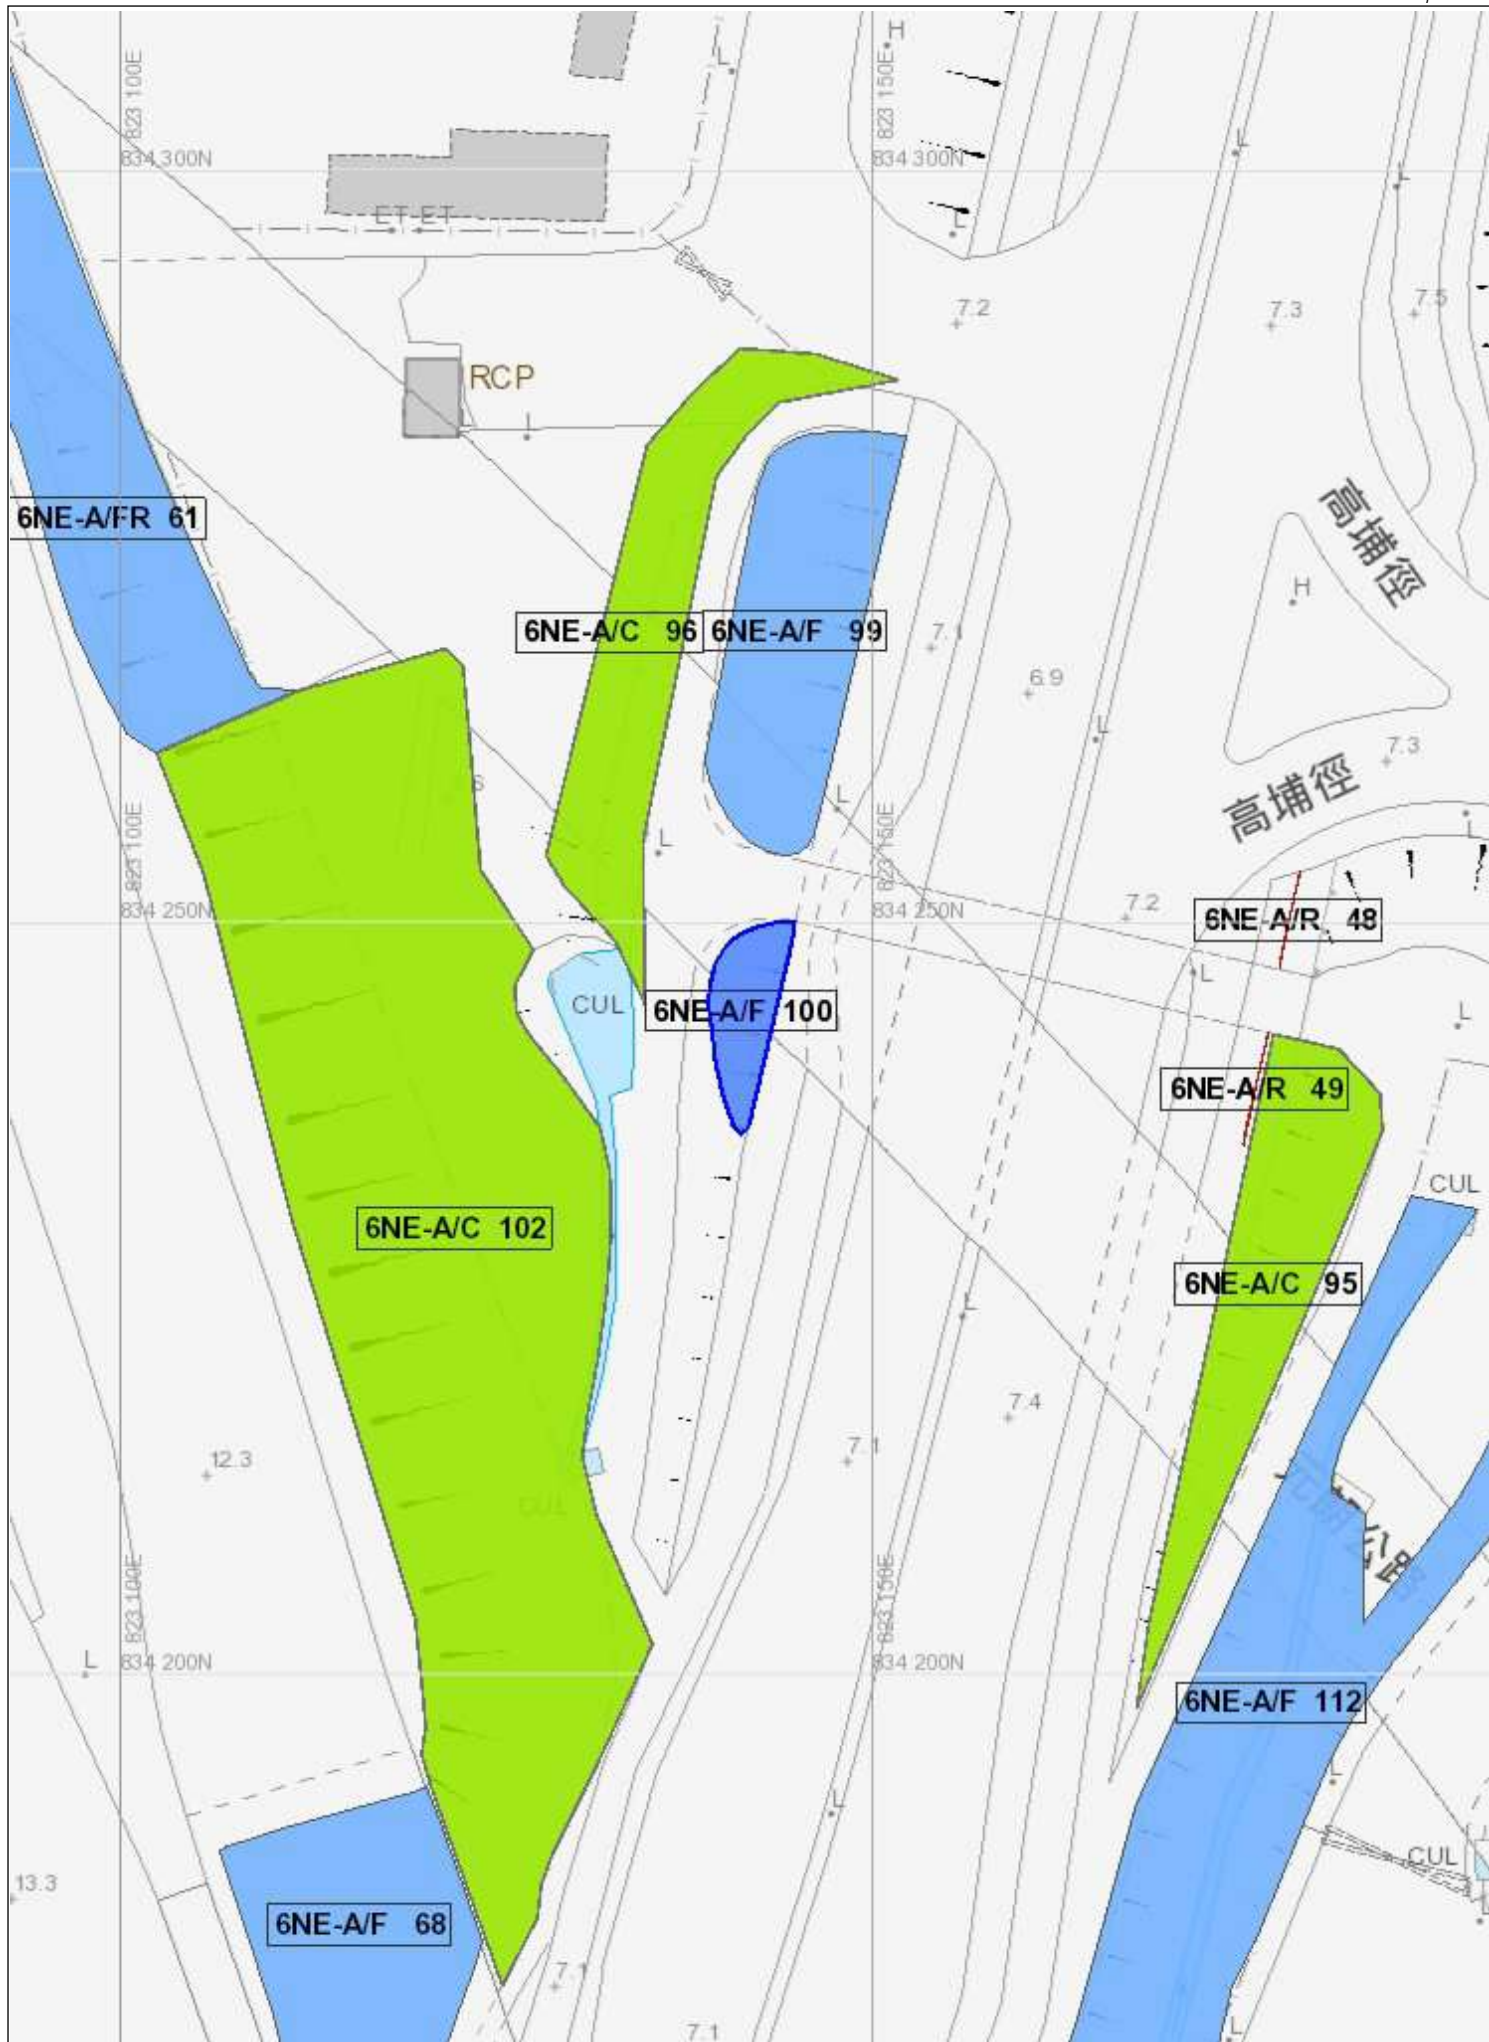 H
L
823 100E
823 150E
834 300N
834 300N
L
L
ET ET
L
7.2
7.3
7.5
RCP
L
高埔徑
6NE-A/FR 61
H
6NE-A/C 96
6NE-A/F 99
7.1
6.9
7.3
S
高埔徑
L
L
L
L
823 100E
823 150E
834 250N
834 250N
7.2
6NE-A/R 48
L
CUL
6NE-A/F 100
L
6NE-A/R 49
CUL
6NE-A/C 102
6NE-A/C 95
L
7.4
7.1
12.3
CUL
公路
823 100E
823 150E
L
834 200N
834 200N
6NE-A/F 112
L
L
CUL
13.3
6NE-A/F 68
L
7.1
7.1
L